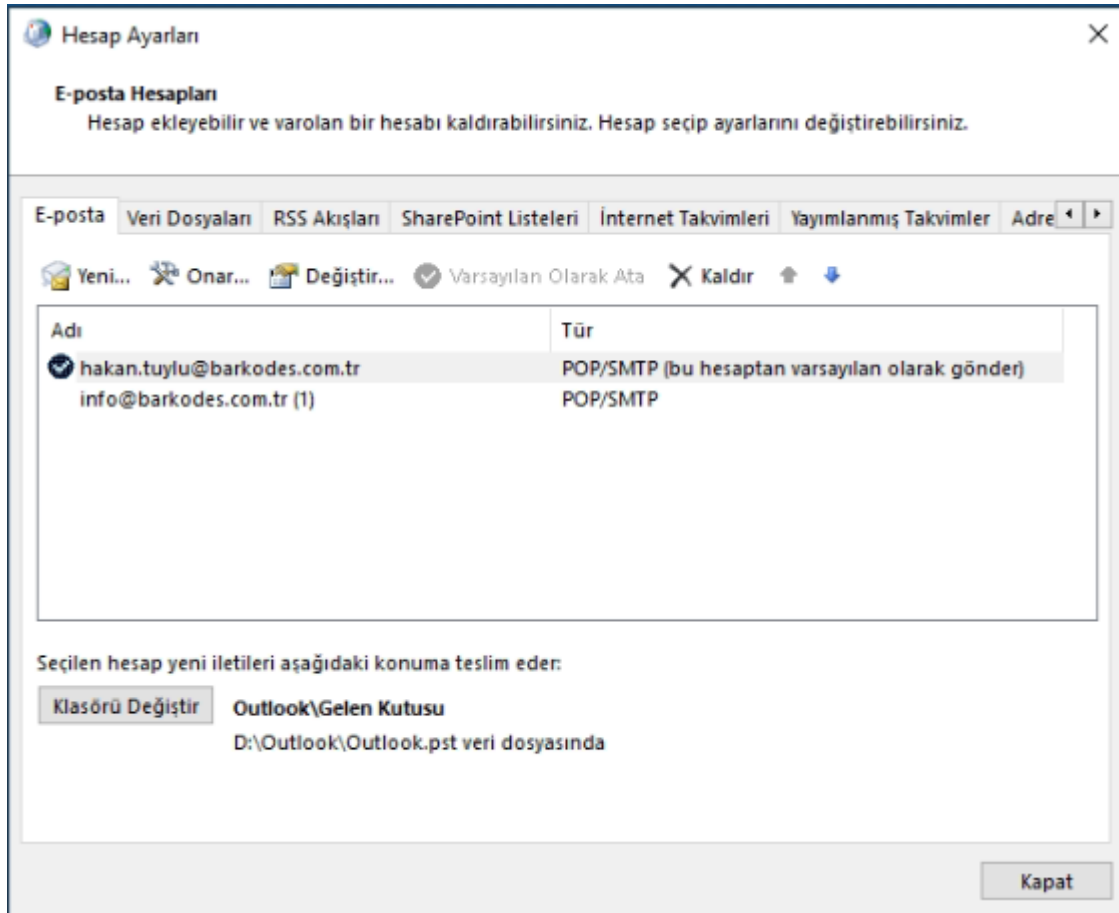 Hesap Ayarları
E-posta Hesapları
Hesap ekleyebilir ve varolan bir hesabı kaldırabilirsiniz. Hesap seçip ayarlarını değiştirebilirsiniz.
E-posta Veri Dosyaları RSS Akışları SharePoint Listeleri İnternet Takvimleri Yayımlanmış Takvimler Adre
Yeni... Onar... Değiştir... Varsayılan Olarak Ata Kaldır
Adı Tür
hakan.tuylu@barkodes.com.tr POP/SMTP (bu hesaptan varsayılan olarak gönder)
info@barkodes.com.tr (1) POP/SMTP
Seçilen hesap yeni iletileri aşağıdaki konuma teslim eder:
Klasörü Değiştir Outlook\Gelen Kutusu
D:\Outlook\Outlook.pst veri dosyasında
Kapat